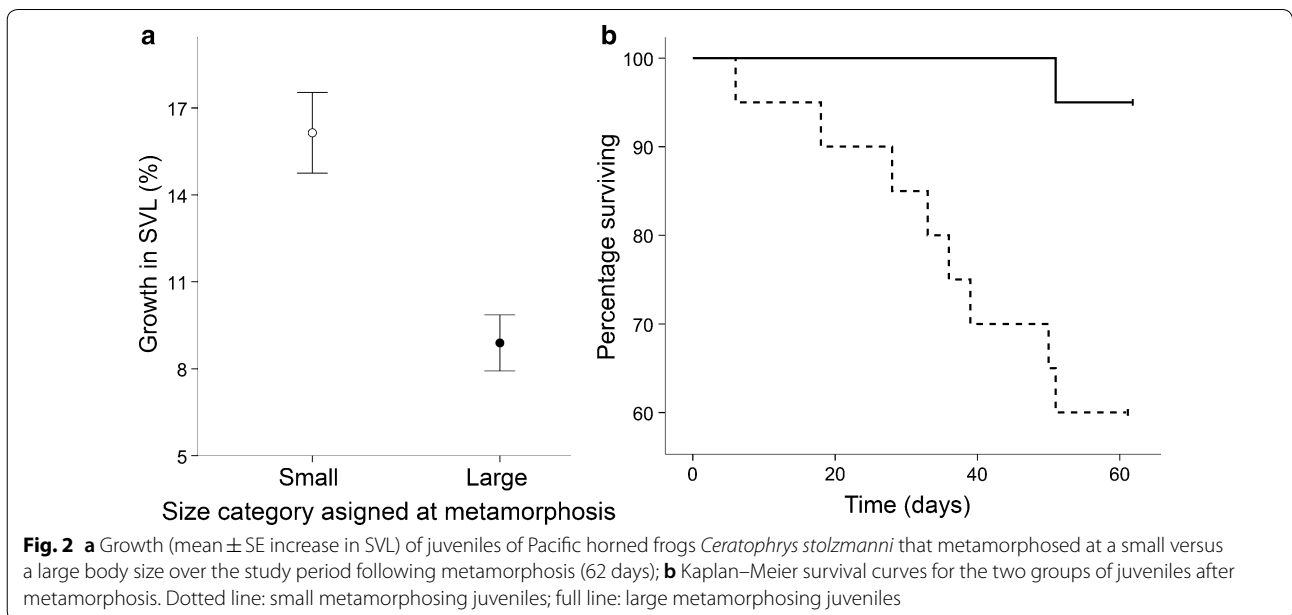 a
17
14
11
8
5
Growth in SVL (%)
Small Large
Size category asigned at metamorphosis
b
100
90
80
70
60
Percentage surviving
0 20 40 60
Time (days)
Fig. 2 a Growth (mean ± SE increase in SVL) of juveniles of Pacific horned frogs Ceratophrys stolzmanni that metamorphosed at a small versus
a large body size over the study period following metamorphosis (62 days); b Kaplan–Meier survival curves for the two groups of juveniles after
metamorphosis. Dotted line: small metamorphosing juveniles; full line: large metamorphosing juveniles